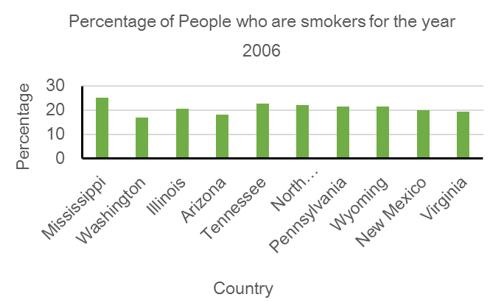 Percentage of People who are smokers for the year
2006
Percentage
30
20
10
0
Mississippi
Washington
Illinois
Arizona
Tennessee
North...
Pennsylvania
Wyoming
New Mexico
Virginia
Country